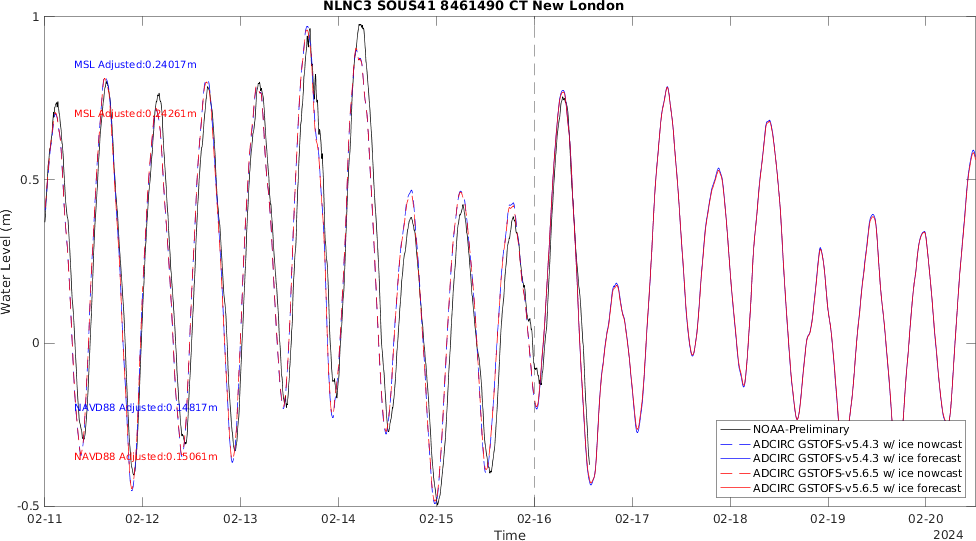 NLNC3 SOUS41 8461490 CT New London
1
0.5
0
-0.5
Water Level (m)
MSL Adjusted:0.24017m
MSL Adjusted:0.24261m
NAVD88 Adjusted:0.14817m
NAVD88 Adjusted:0.15061m
NOAA-Preliminary
ADCIRC GSTOFS-v5.4.3 w/ ice nowcast
ADCIRC GSTOFS-v5.4.3 w/ ice forecast
ADCIRC GSTOFS-v5.6.5 w/ ice nowcast
ADCIRC GSTOFS-v5.6.5 w/ ice forecast
02-11 02-12 02-13 02-14 02-15 02-16 02-17 02-18 02-19 02-20
Time
2024